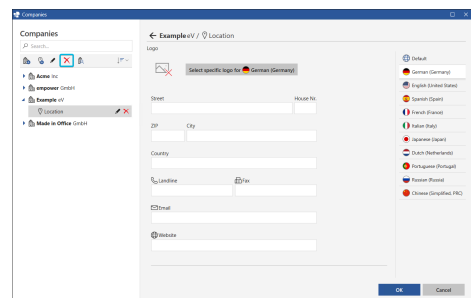 Companies
Companies
Search...
Acme inc
empower GmbH
Example eV
Location
Made in Office GmbH
Example eV / Location
Logo
Select specific logo for German (Germany)
Street House Nr.
ZIP City
Country
Landline Fax
Email
Website
Default
German (Germany)
English (United States)
Spanish (Spain)
French (France)
Italian (Italy)
Japanese (Japan)
Dutch (Netherlands)
Portuguese (Portugal)
Russian (Russia)
Chinese (Simplified, PRC)
OK Cancel